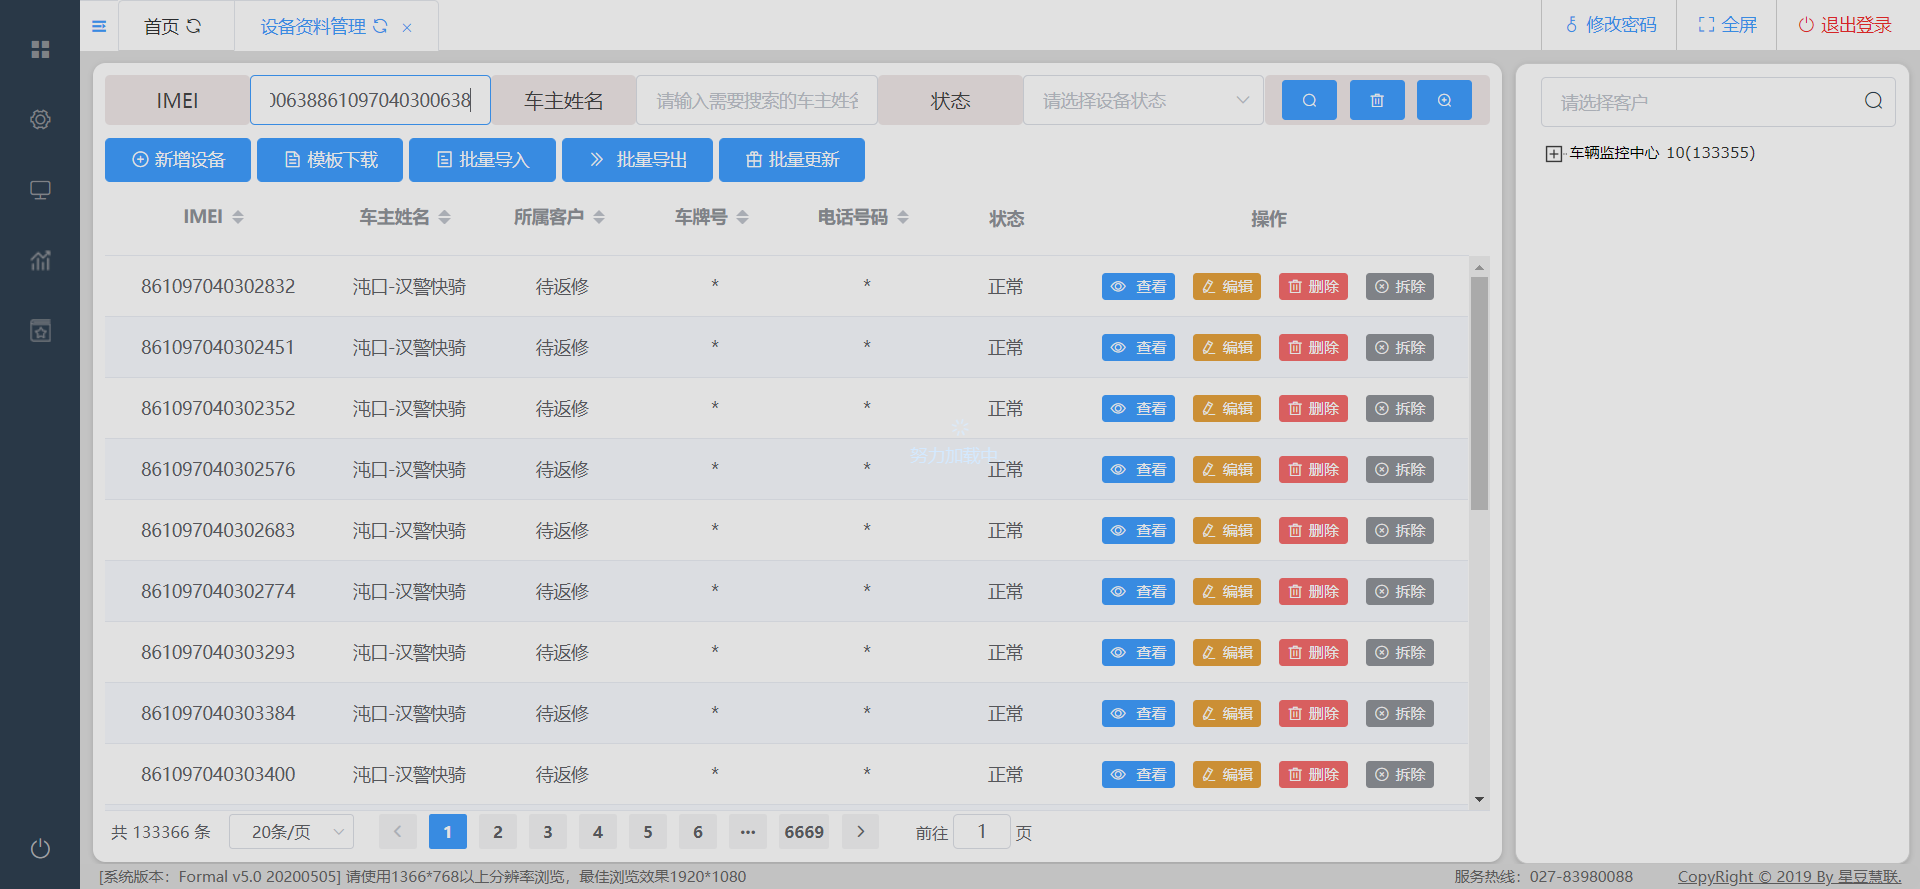 首页
设备资料管理
修改密码
全屏
退出登录
IMEI
00638861097040300638
车主姓名
请输入需要搜索的车主姓名
状态
请选择设备状态
请选择客户
新增设备
模板下载
批量导入
批量导出
批量更新
车辆监控中心 10(133355)
IMEI 车主姓名 所属客户 车牌号 电话号码 状态 操作
861097040302832 沌口-汉警快骑 待返修 * * 正常 查看 编辑 删除 拆除
861097040302451 沌口-汉警快骑 待返修 * * 正常 查看 编辑 删除 拆除
861097040302352 沌口-汉警快骑 待返修 * * 正常 查看 编辑 删除 拆除
努力加载中
861097040302576 沌口-汉警快骑 待返修 * * 正常 查看 编辑 删除 拆除
861097040302683 沌口-汉警快骑 待返修 * * 正常 查看 编辑 删除 拆除
861097040302774 沌口-汉警快骑 待返修 * * 正常 查看 编辑 删除 拆除
861097040303293 沌口-汉警快骑 待返修 * * 正常 查看 编辑 删除 拆除
861097040303384 沌口-汉警快骑 待返修 * * 正常 查看 编辑 删除 拆除
861097040303400 沌口-汉警快骑 待返修 * * 正常 查看 编辑 删除 拆除
共 133366 条 20条/页 1 2 3 4 5 6 ••• 6669 前往 1 页
[系统版本：Formal v5.0 20200505] 请使用1366*768以上分辨率浏览，最佳浏览效果1920*1080
服务热线：027-83980088
CopyRight © 2019 By 星豆慧联.